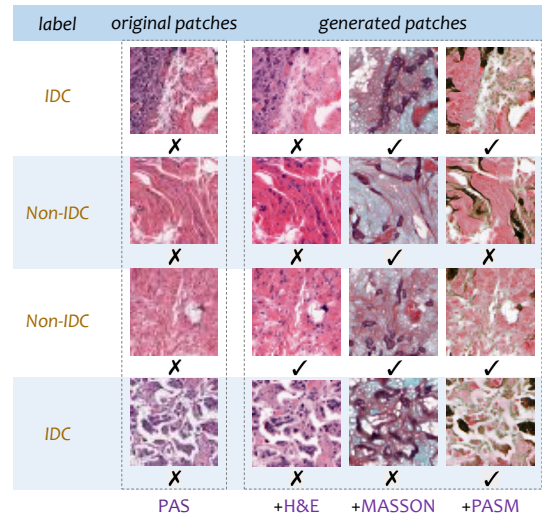 label original patches generated patches
IDC
✗ ✗ ✓ ✓
Non-IDC
✗ ✗ ✓ ✗
Non-IDC
✗ ✓ ✓ ✓
IDC
✗ ✗ ✗ ✓
PAS +H&E +MASSON +PASM